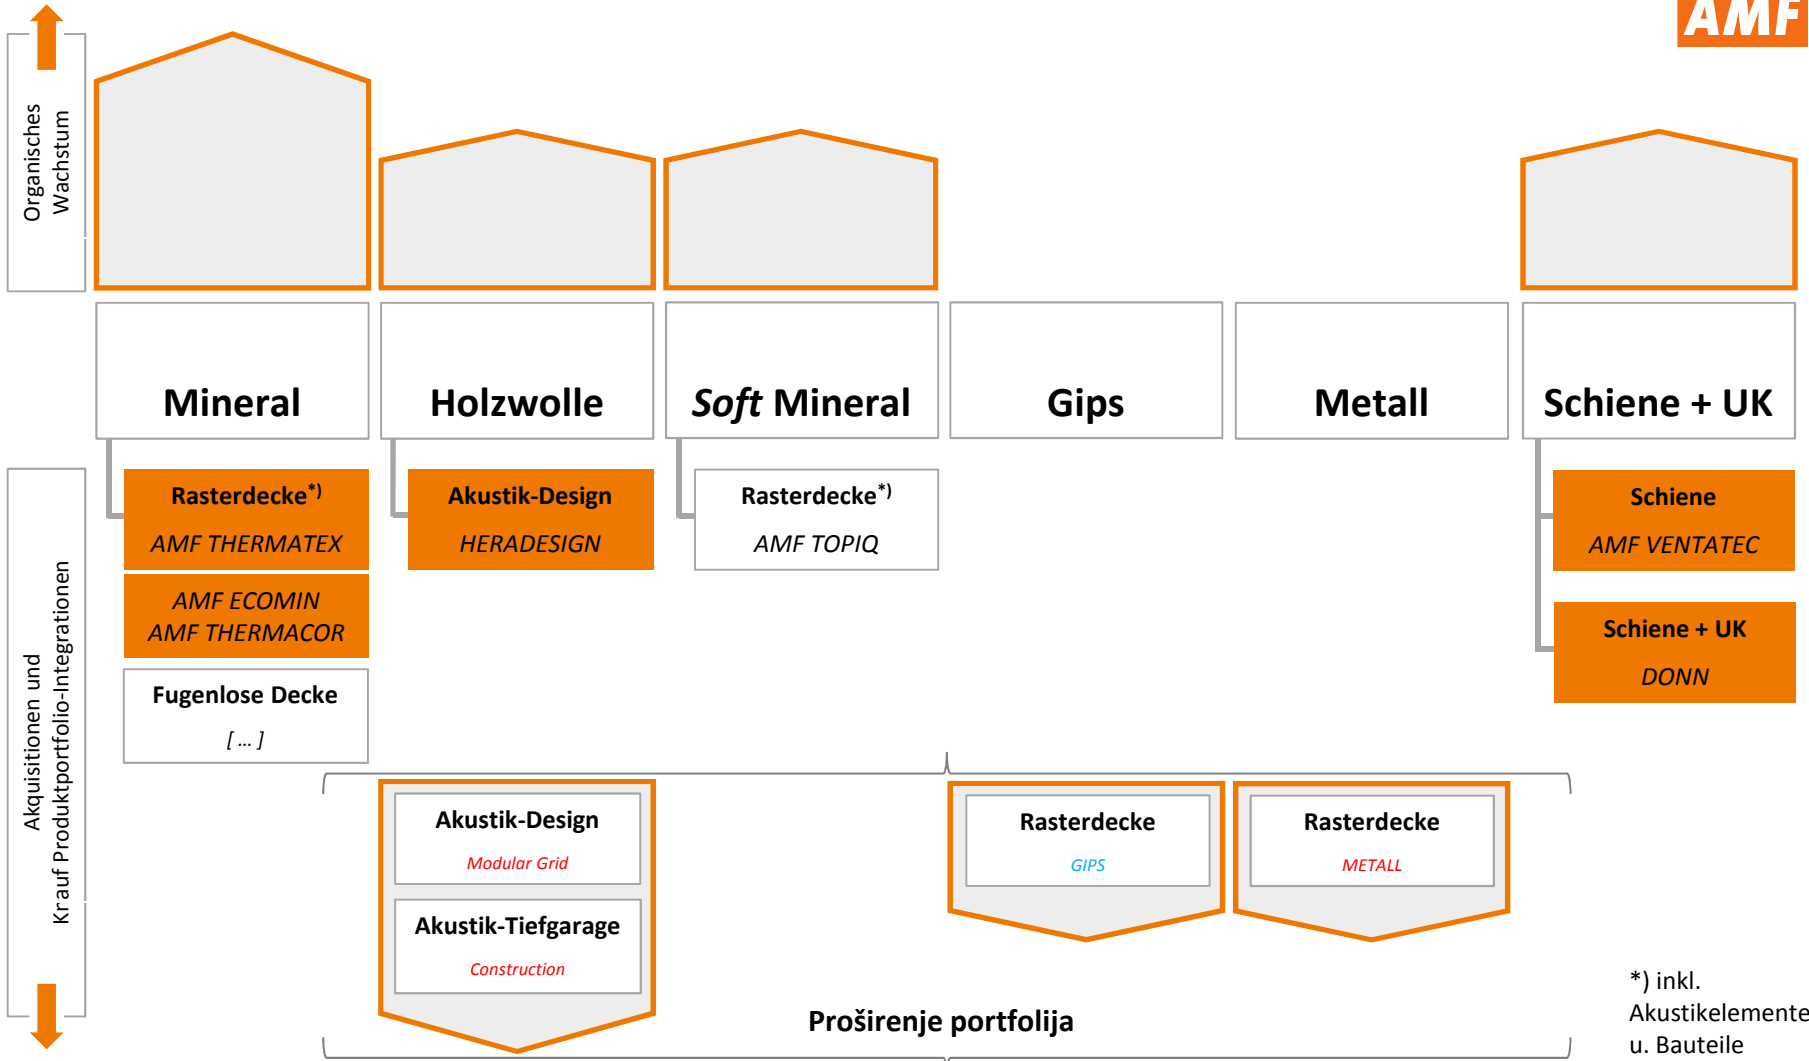 AMF
Organisches
Wachstum
Mineral
Holzwolle
Soft Mineral
Gips
Metall
Schiene + UK
Akquisitionen und
Krauf Produktportfolio-Integrationen
Rasterdecke*)
AMF THERMATEX
AMF ECOMIN
AMF THERMACOR
Fugenlose Decke
[ ... ]
Akustik-Design
HERADESIGN
Rasterdecke*)
AMF TOPIQ
Schiene
AMF VENTATEC
Schiene + UK
DONN
Akustik-Design
Modular Grid
Akustik-Tiefgarage
Construction
Rasterdecke
GIPS
Rasterdecke
METALL
Proširenje portfolija
*) inkl.
Akustikelemente
u. Bauteile